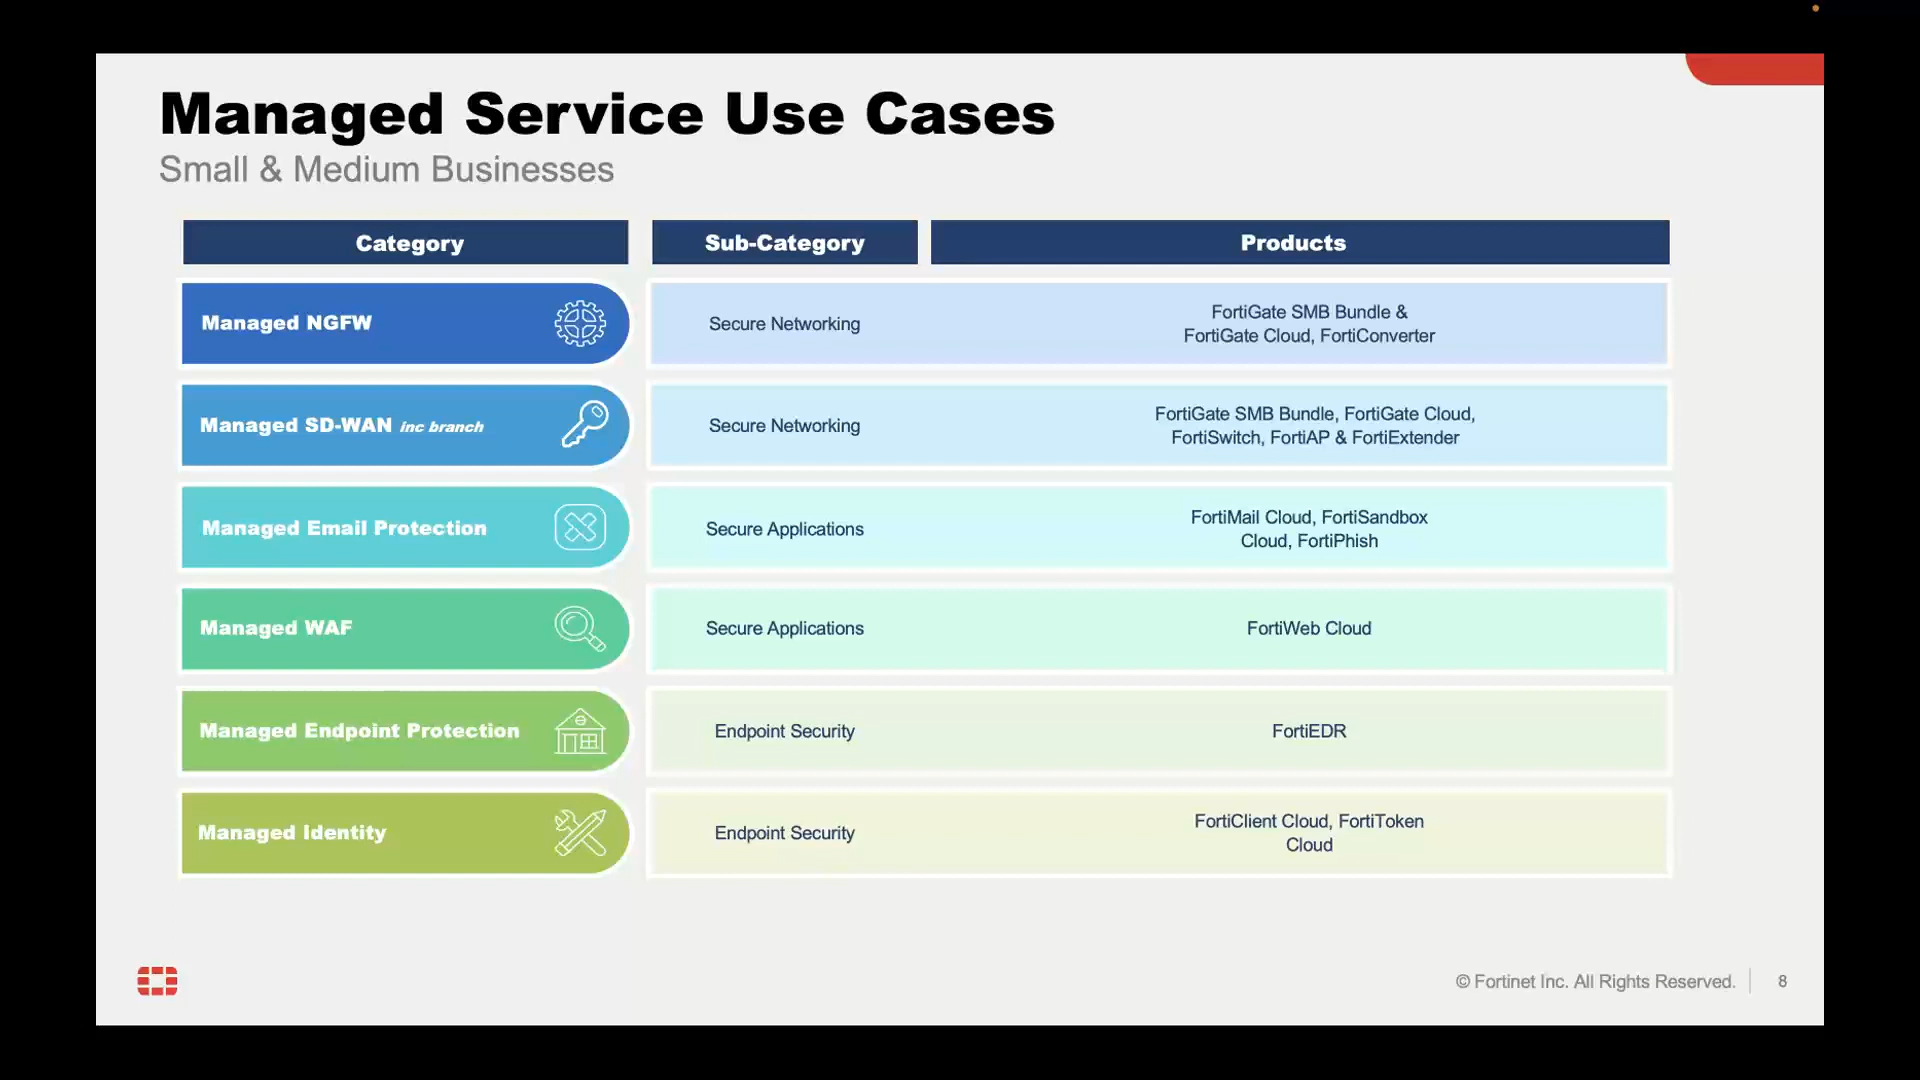 Managed Service Use Cases
Small & Medium Businesses
Category
Sub-Category
Products
Managed NGFW
Secure Networking
FortiGate SMB Bundle &
FortiGate Cloud, FortiConverter
Managed SD-WAN inc branch
Secure Networking
FortiGate SMB Bundle, FortiGate Cloud,
FortiSwitch, FortiAP & FortiExtender
Managed Email Protection
Secure Applications
FortiMail Cloud, FortiSandbox
Cloud, FortiPhish
Managed WAF
Secure Applications
FortiWeb Cloud
Managed Endpoint Protection
Endpoint Security
FortiEDR
Managed Identity
Endpoint Security
FortiClient Cloud, FortiToken
Cloud
© Fortinet Inc. All Rights Reserved.
8